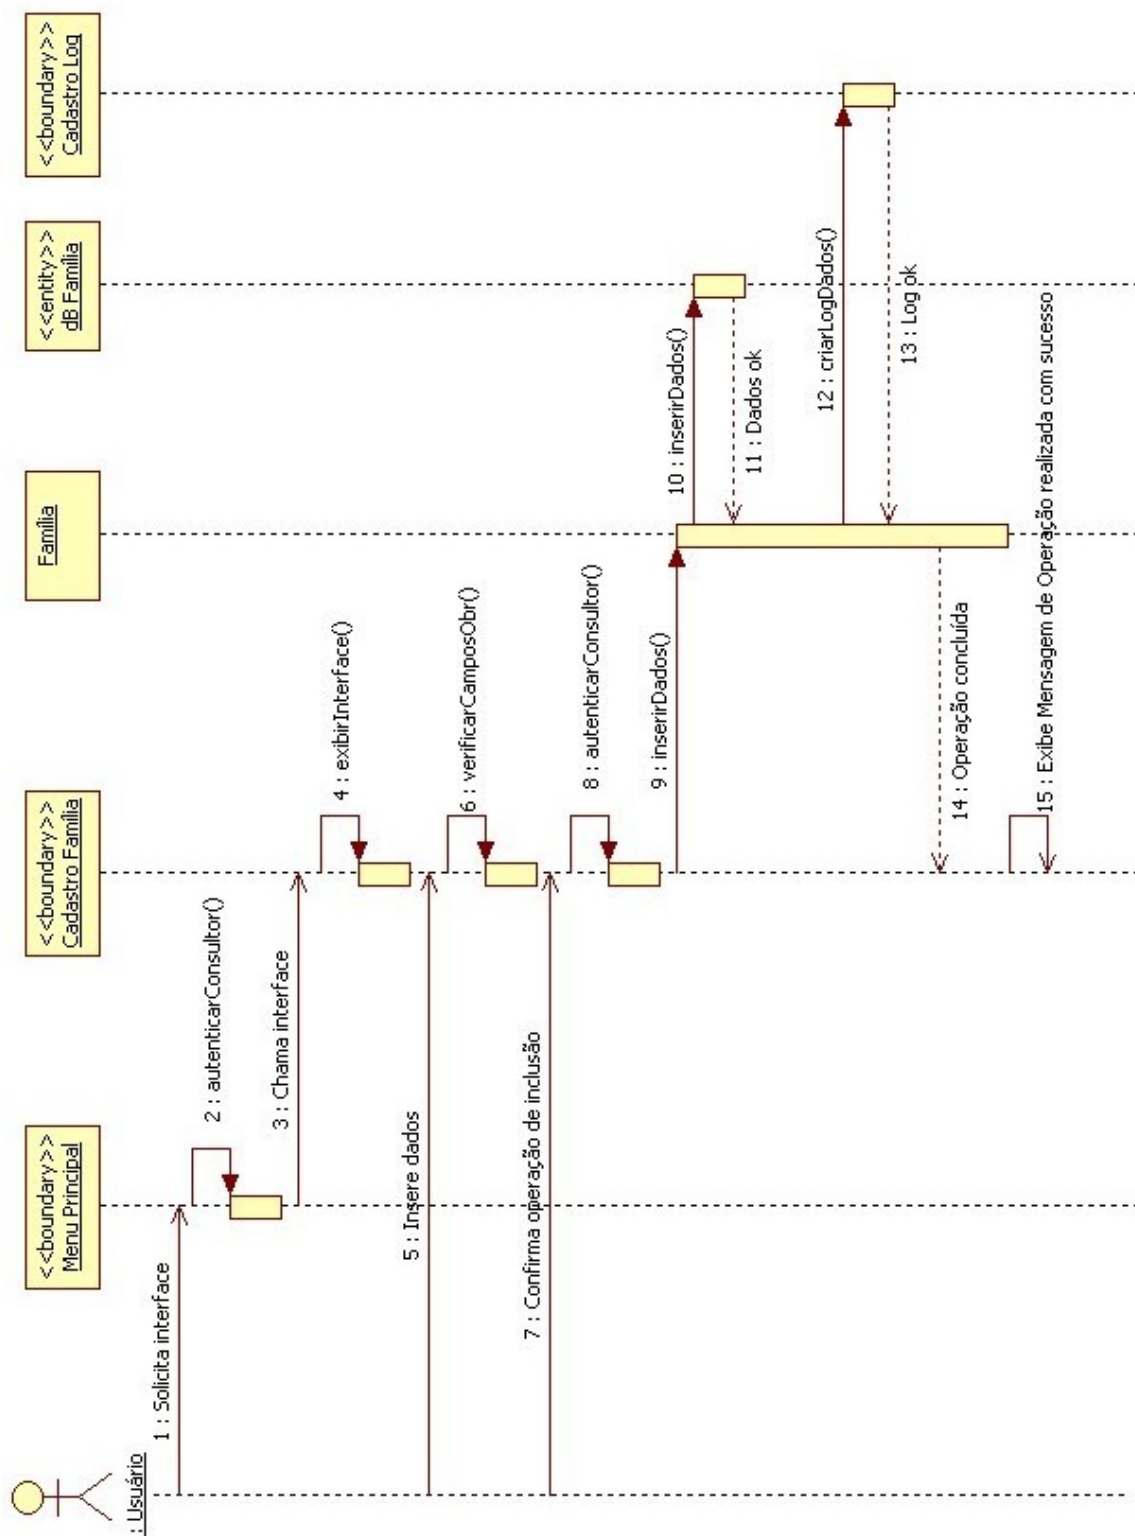 : Usuário
<<boundary>>
Menu Principal
<<boundary>>
Cadastro Família
Família
<<entity>>
dB Família
<<boundary>>
Cadastro Log
1 : Solicita interface
2 : autenticarConsultor()
3 : Chama interface
4 : exibirInterface()
5 : Insere dados
6 : verificarCamposObr()
7 : Confirma operação de inclusão
8 : autenticarConsultor()
9 : inserirDados()
10 : inserirDados()
11 : Dados ok
12 : criarLogDados()
13 : Log ok
14 : Operação concluída
15 : Exibe Mensagem de Operação realizada com sucesso